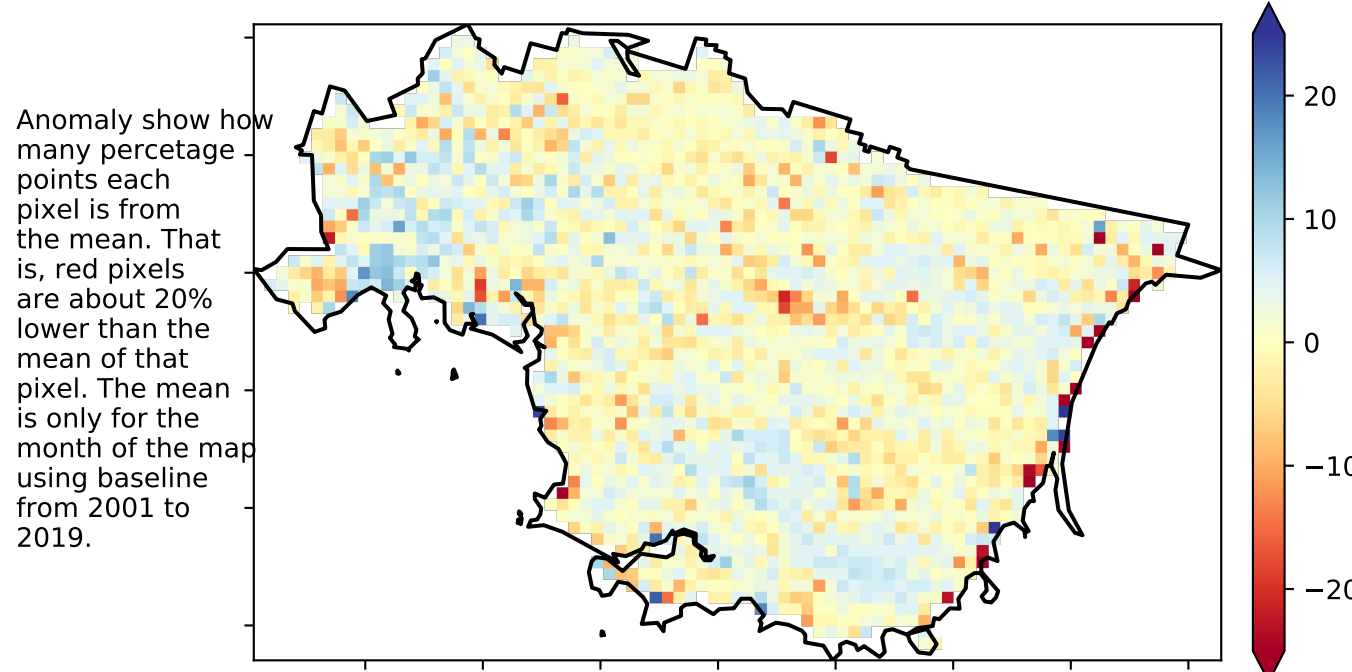 Anomaly show how
many percetage
points each
pixel is from
the mean. That
is, red pixels
are about 20%
lower than the
mean of that
pixel. The mean
is only for the
month of the map
using baseline
from 2001 to
2019.
20
10
0
−10
−20